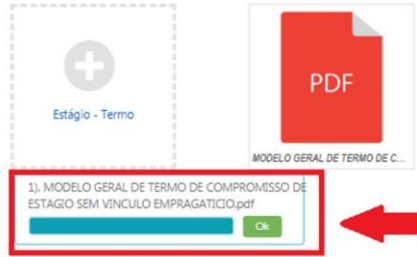 Estágio - Termo
PDF
MODELO GERAL DE TERMO DE C...
1). MODELO GERAL DE TERMO DE COMPROMISSO DE
ESTAGIO SEM VINCULO EMPRAGATICIO.pdf
Ok